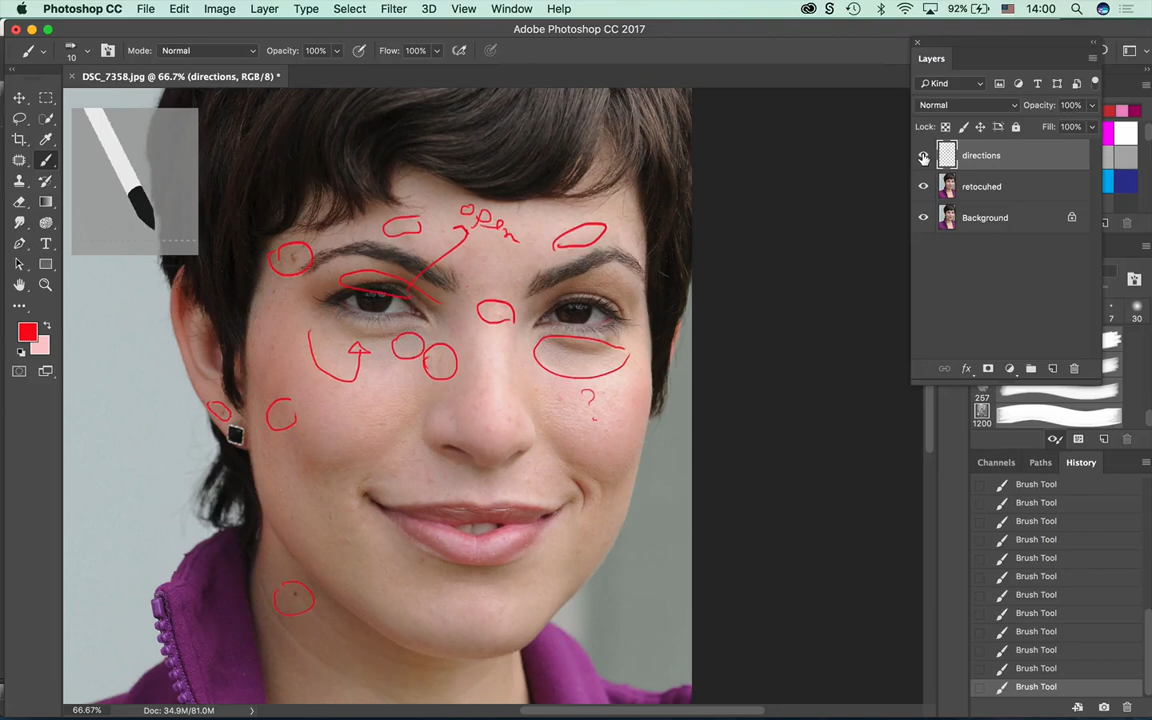 Photoshop CC File Edit Image Layer Type Select Filter 3D View Window Help 92% 14:00
Adobe Photoshop CC 2017
10 Mode: Normal Opacity: 100% Flow: 100%
× DSC_7358.jpg @ 66.7% (directions, RGB/8) *
Layers
Kind
Normal Opacity: 100%
Lock: Fill: 100%
directions
retocuhed
Background
open
?
fx
30
257
1200
Channels Paths History
Brush Tool
Brush Tool
Brush Tool
Brush Tool
Brush Tool
Brush Tool
Brush Tool
Brush Tool
Brush Tool
Brush Tool
Brush Tool
Brush Tool
66.67% Doc: 34.9M/81.0M